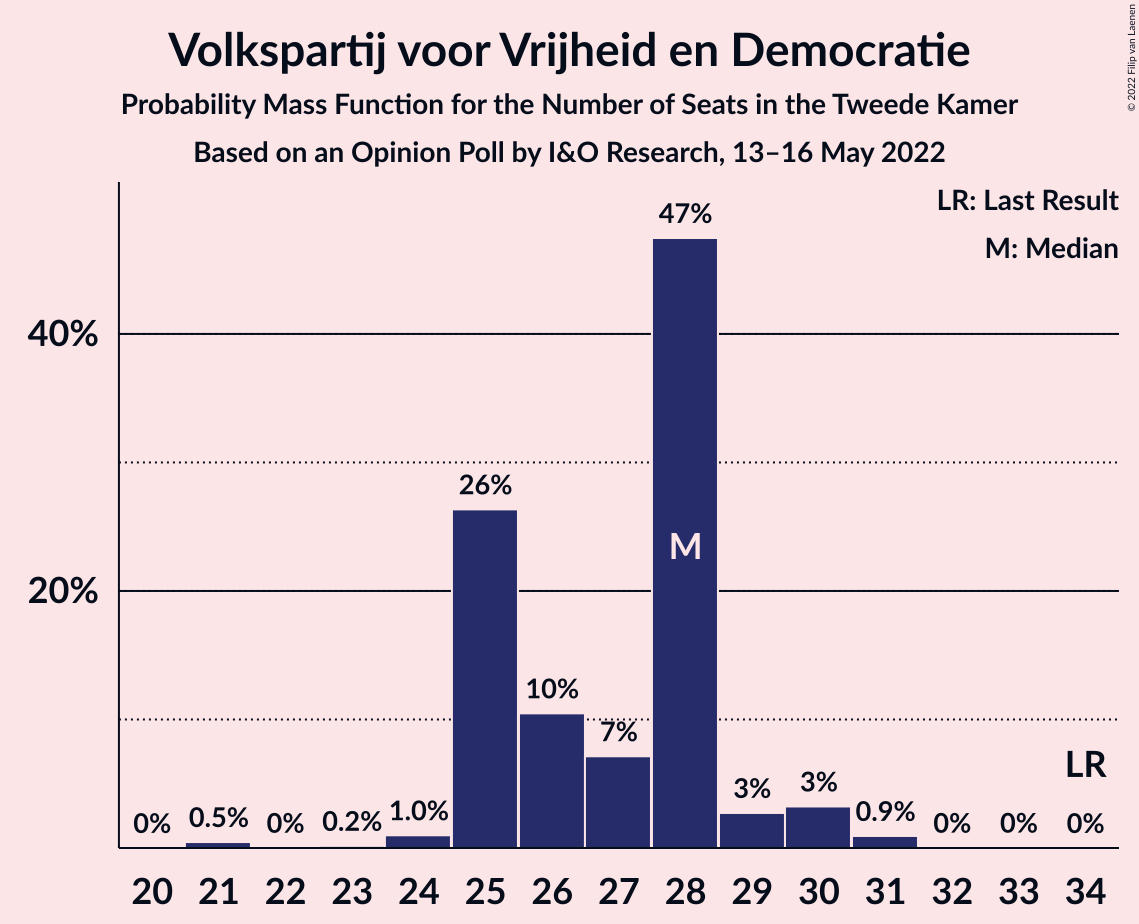 Volkspartij voor Vrijheid en Democratie
Probability Mass Function for the Number of Seats in the Tweede Kamer
Based on an Opinion Poll by I&O Research, 13–16 May 2022
© 2022 Filip van Laenen
LR: Last Result
M: Median
40%
20%
0%
0.5%
0%
0.2%
1.0%
26%
10%
7%
47%
M
3%
3%
0.9%
0%
0%
0%
LR
20 21 22 23 24 25 26 27 28 29 30 31 32 33 34